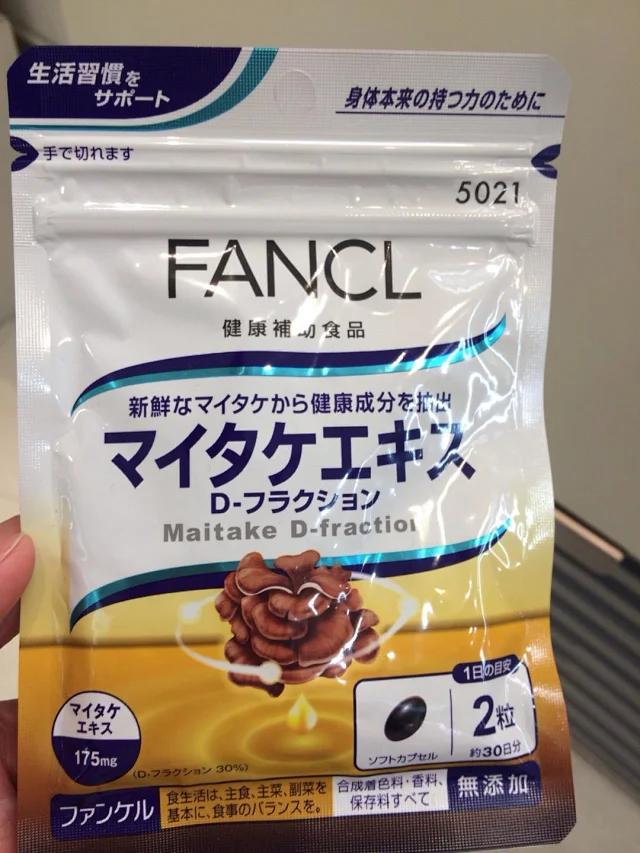 生活習慣を
サポート
身体本来の持つ力のために
手で切れます
5021
FANCL
健康補助食品
新鮮なマイタケから健康成分を抽出
マイタケエキス
D-フラクション
Maitake D-fraction
マイタケ
エキス
175mg
(D-フラクション 30%)
1日の目安
2粒
約30日分
ソフトカプセル
ファンケル
食生活は、主食、主菜、副菜を
基本に、食事のバランスを。
合成着色料・香料、
保存料すべて
無添加